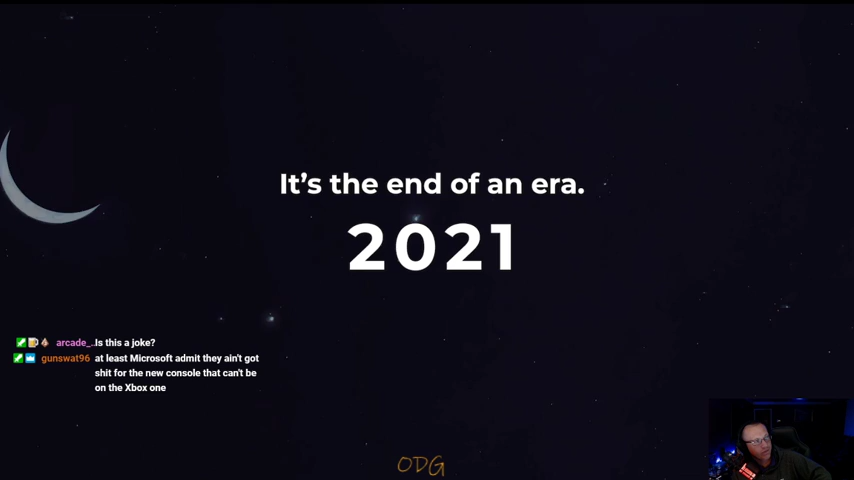 It's the end of an era.
2021
arcade_..Is this a joke?
gunswat96 at least Microsoft admit they ain't got
shit for the new console that can't be
on the Xbox one
ODG